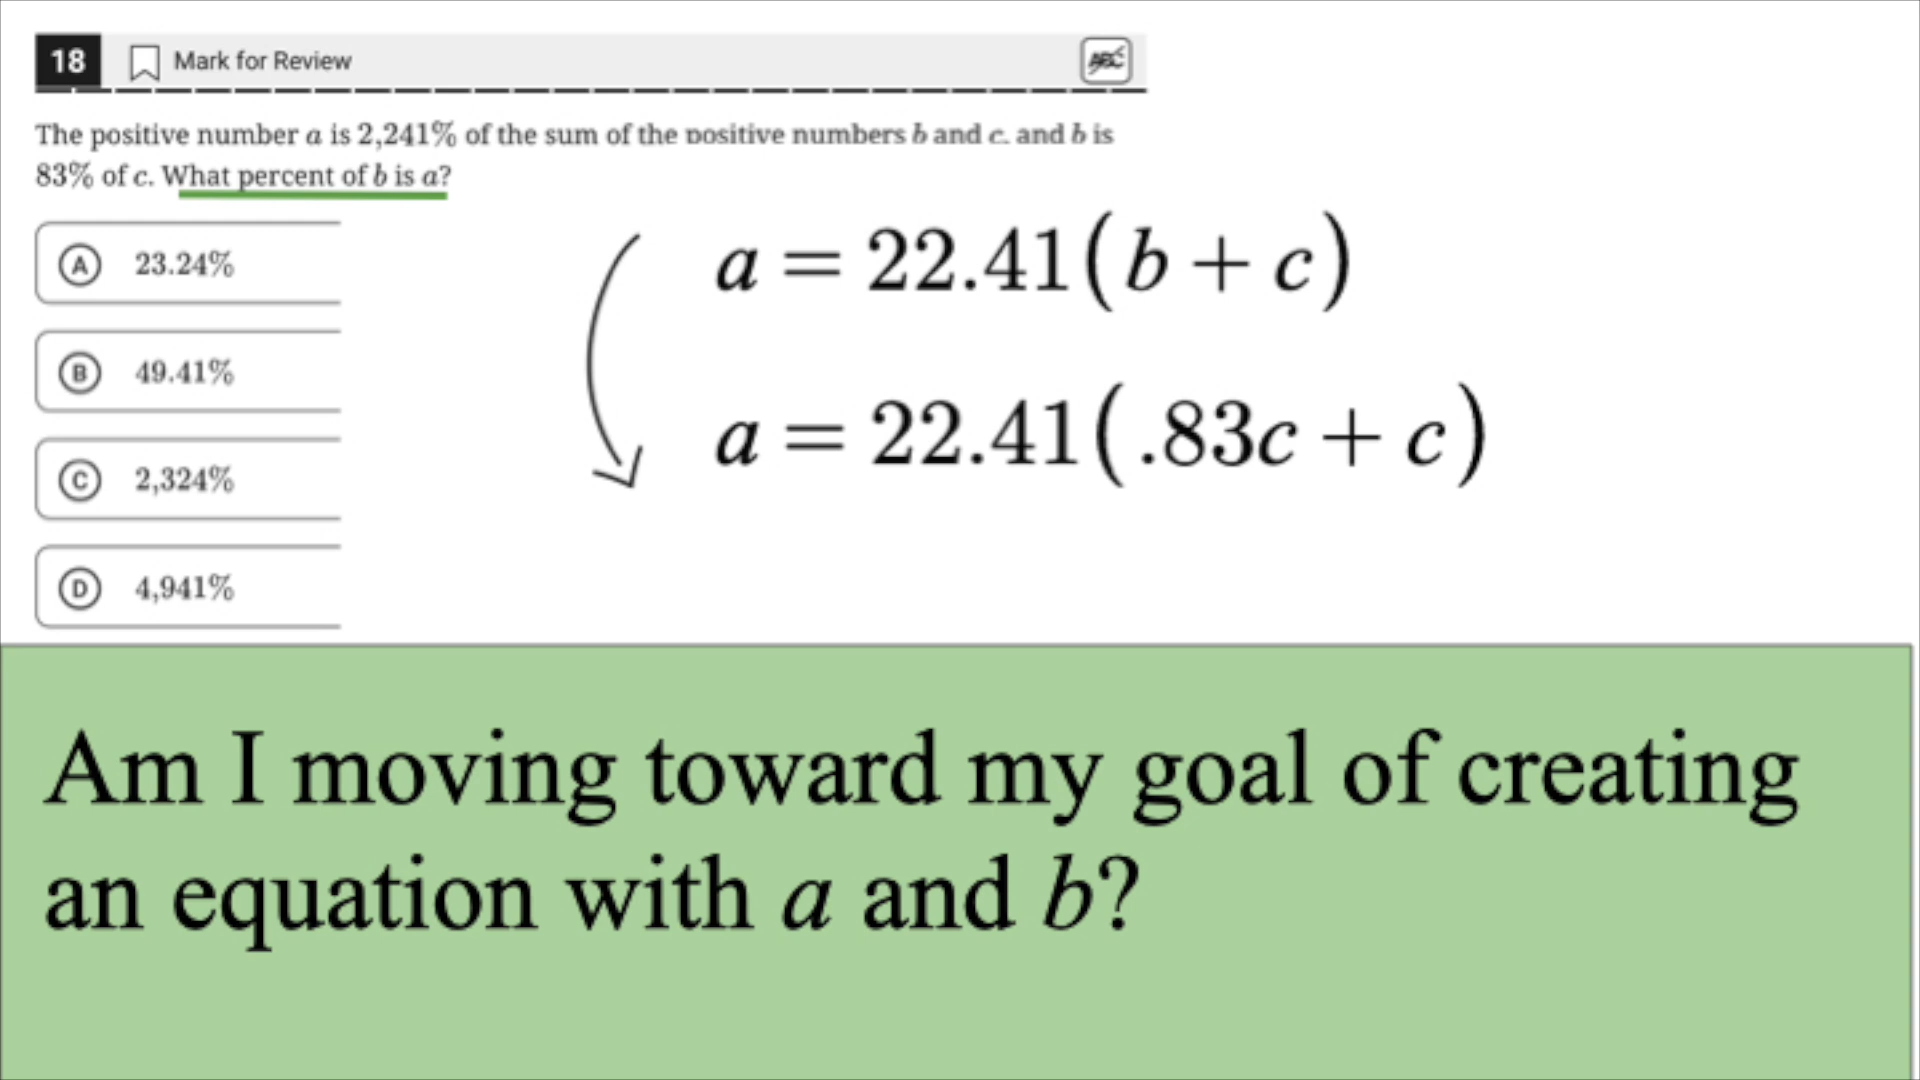 18 Mark for Review ABC
The positive number a is 2,241% of the sum of the positive numbers b and c, and b is
83% of c. What percent of b is a?
A 23.24%
B 49.41%
C 2,324%
D 4,941%
a = 22.41(b + c)
a = 22.41(.83c + c)
Am I moving toward my goal of creating
an equation with a and b?